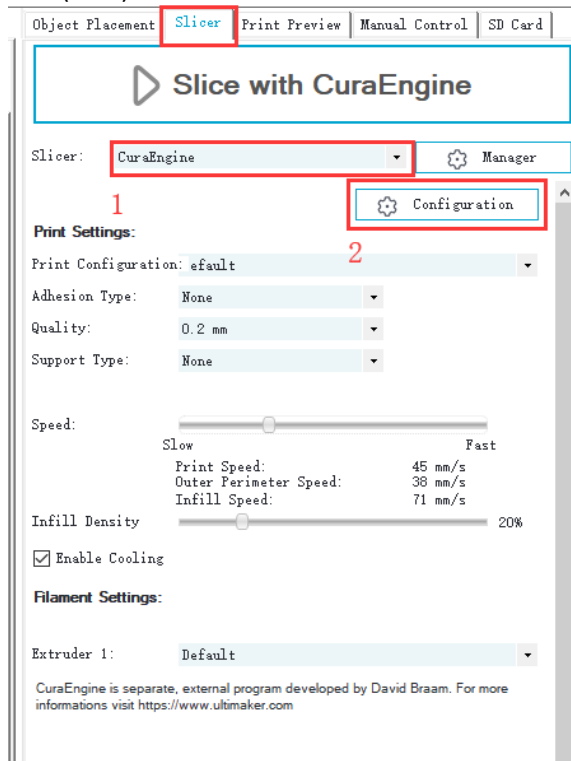 Object Placement Slicer Print Preview Manual Control SD Card
Slice with CuraEngine
Slicer: CuraEngine Manager
1 Configuration
Print Settings: 2
Print Configuration: efault
Adhesion Type: None
Quality: 0.2 mm
Support Type: None
Speed:
Slow Fast
Print Speed: 45 mm/s
Outer Perimeter Speed: 38 mm/s
Infill Speed: 71 mm/s
Infill Density 20%
Enable Cooling
Filament Settings:
Extruder 1: Default
CuraEngine is separate, external program developed by David Braam. For more
informations visit https://www.ultimaker.com